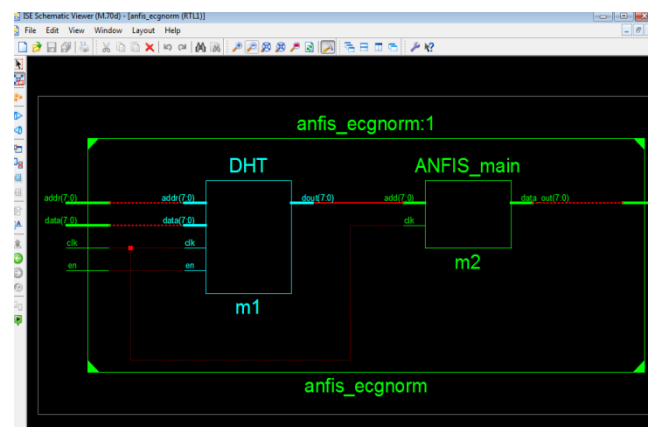 ISE Schematic Viewer (M.70d) - [anfis_ecgnorm (RTL1)]
File Edit View Window Layout Help
anfis_ecgnorm:1
DHT
ANFIS_main
addr(7:0)
addr(7:0)
dout(7:0)
add(7:0)
data_out(7:0)
data(7:0)
data(7:0)
clk
clk
clk
en
en
m1
m2
anfis_ecgnorm